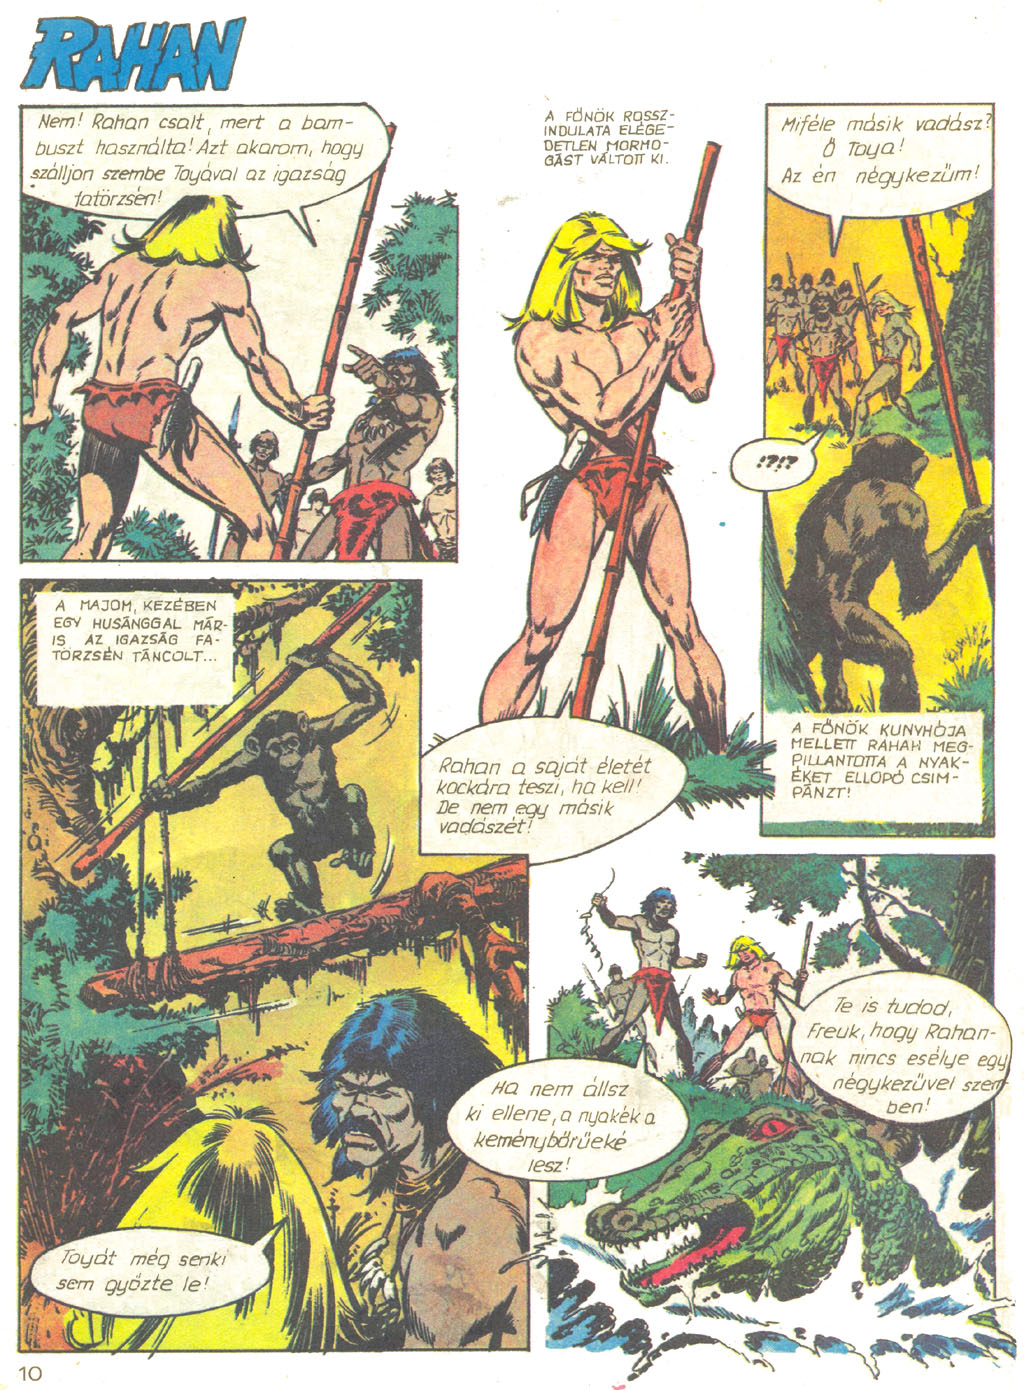 RAHAN
Nem! Rahan csalt, mert a bam-
buszt használta! Azt akarom, hogy
szálljon szembe Toyával az igazság
fatörzsén!
A FŐNÖK ROSSZ-
INDULATA ELÉGE-
DETLEN MORMO-
GÁST VÁLTOTT KI.
Rahan a saját életét
kockára teszi, ha kell!
De nem egy másik
vadászét!
Miféle másik vadász?
Ő Toya!
Az én négykezűm!
!?!?
A FŐNÖK KUNYHÓJA
MELLETT RAHAN MEG-
PILLANTOTTA A NYAK-
ÉKET ELLOPÓ CSIM-
PÁNZT!
A MAJOM, KEZÉBEN
EGY HUSÁNGGAL MÁR-
IS AZ IGAZSÁG FA-
TÖRZSÉN TÁNCOLT...
Toyát még senki
sem győzte le!
Te is tudod,
Freuk, hogy Rahan-
nak nincs esélye egy
négykezűvel szem-
ben!
Ha nem állsz
ki ellene, a nyakék a
keménybőrűeké
lesz!
10